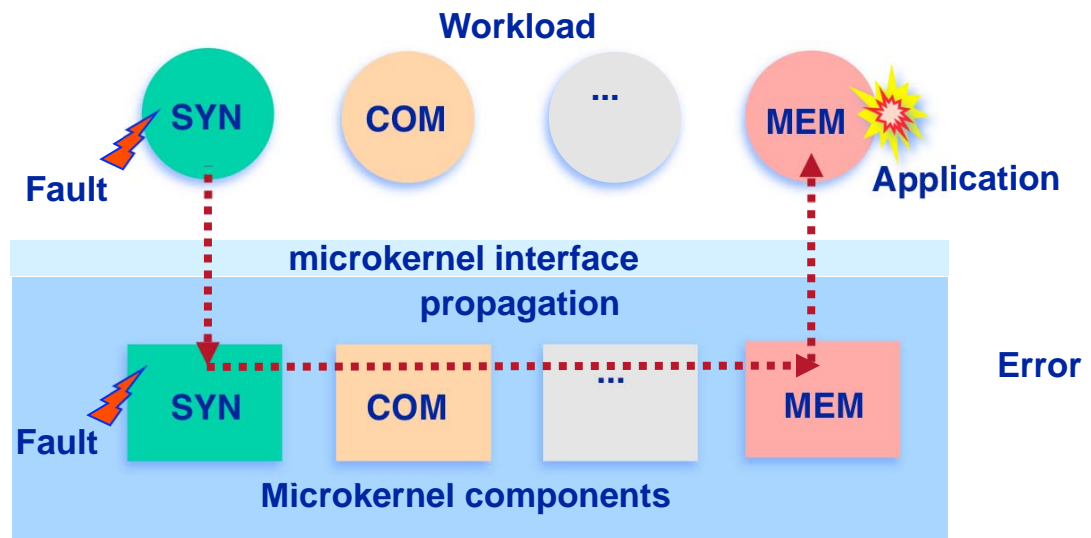 Workload
SYN
COM
...
MEM
Fault
Application
microkernel interface
propagation
SYN
COM
...
MEM
Error
Fault
Microkernel components